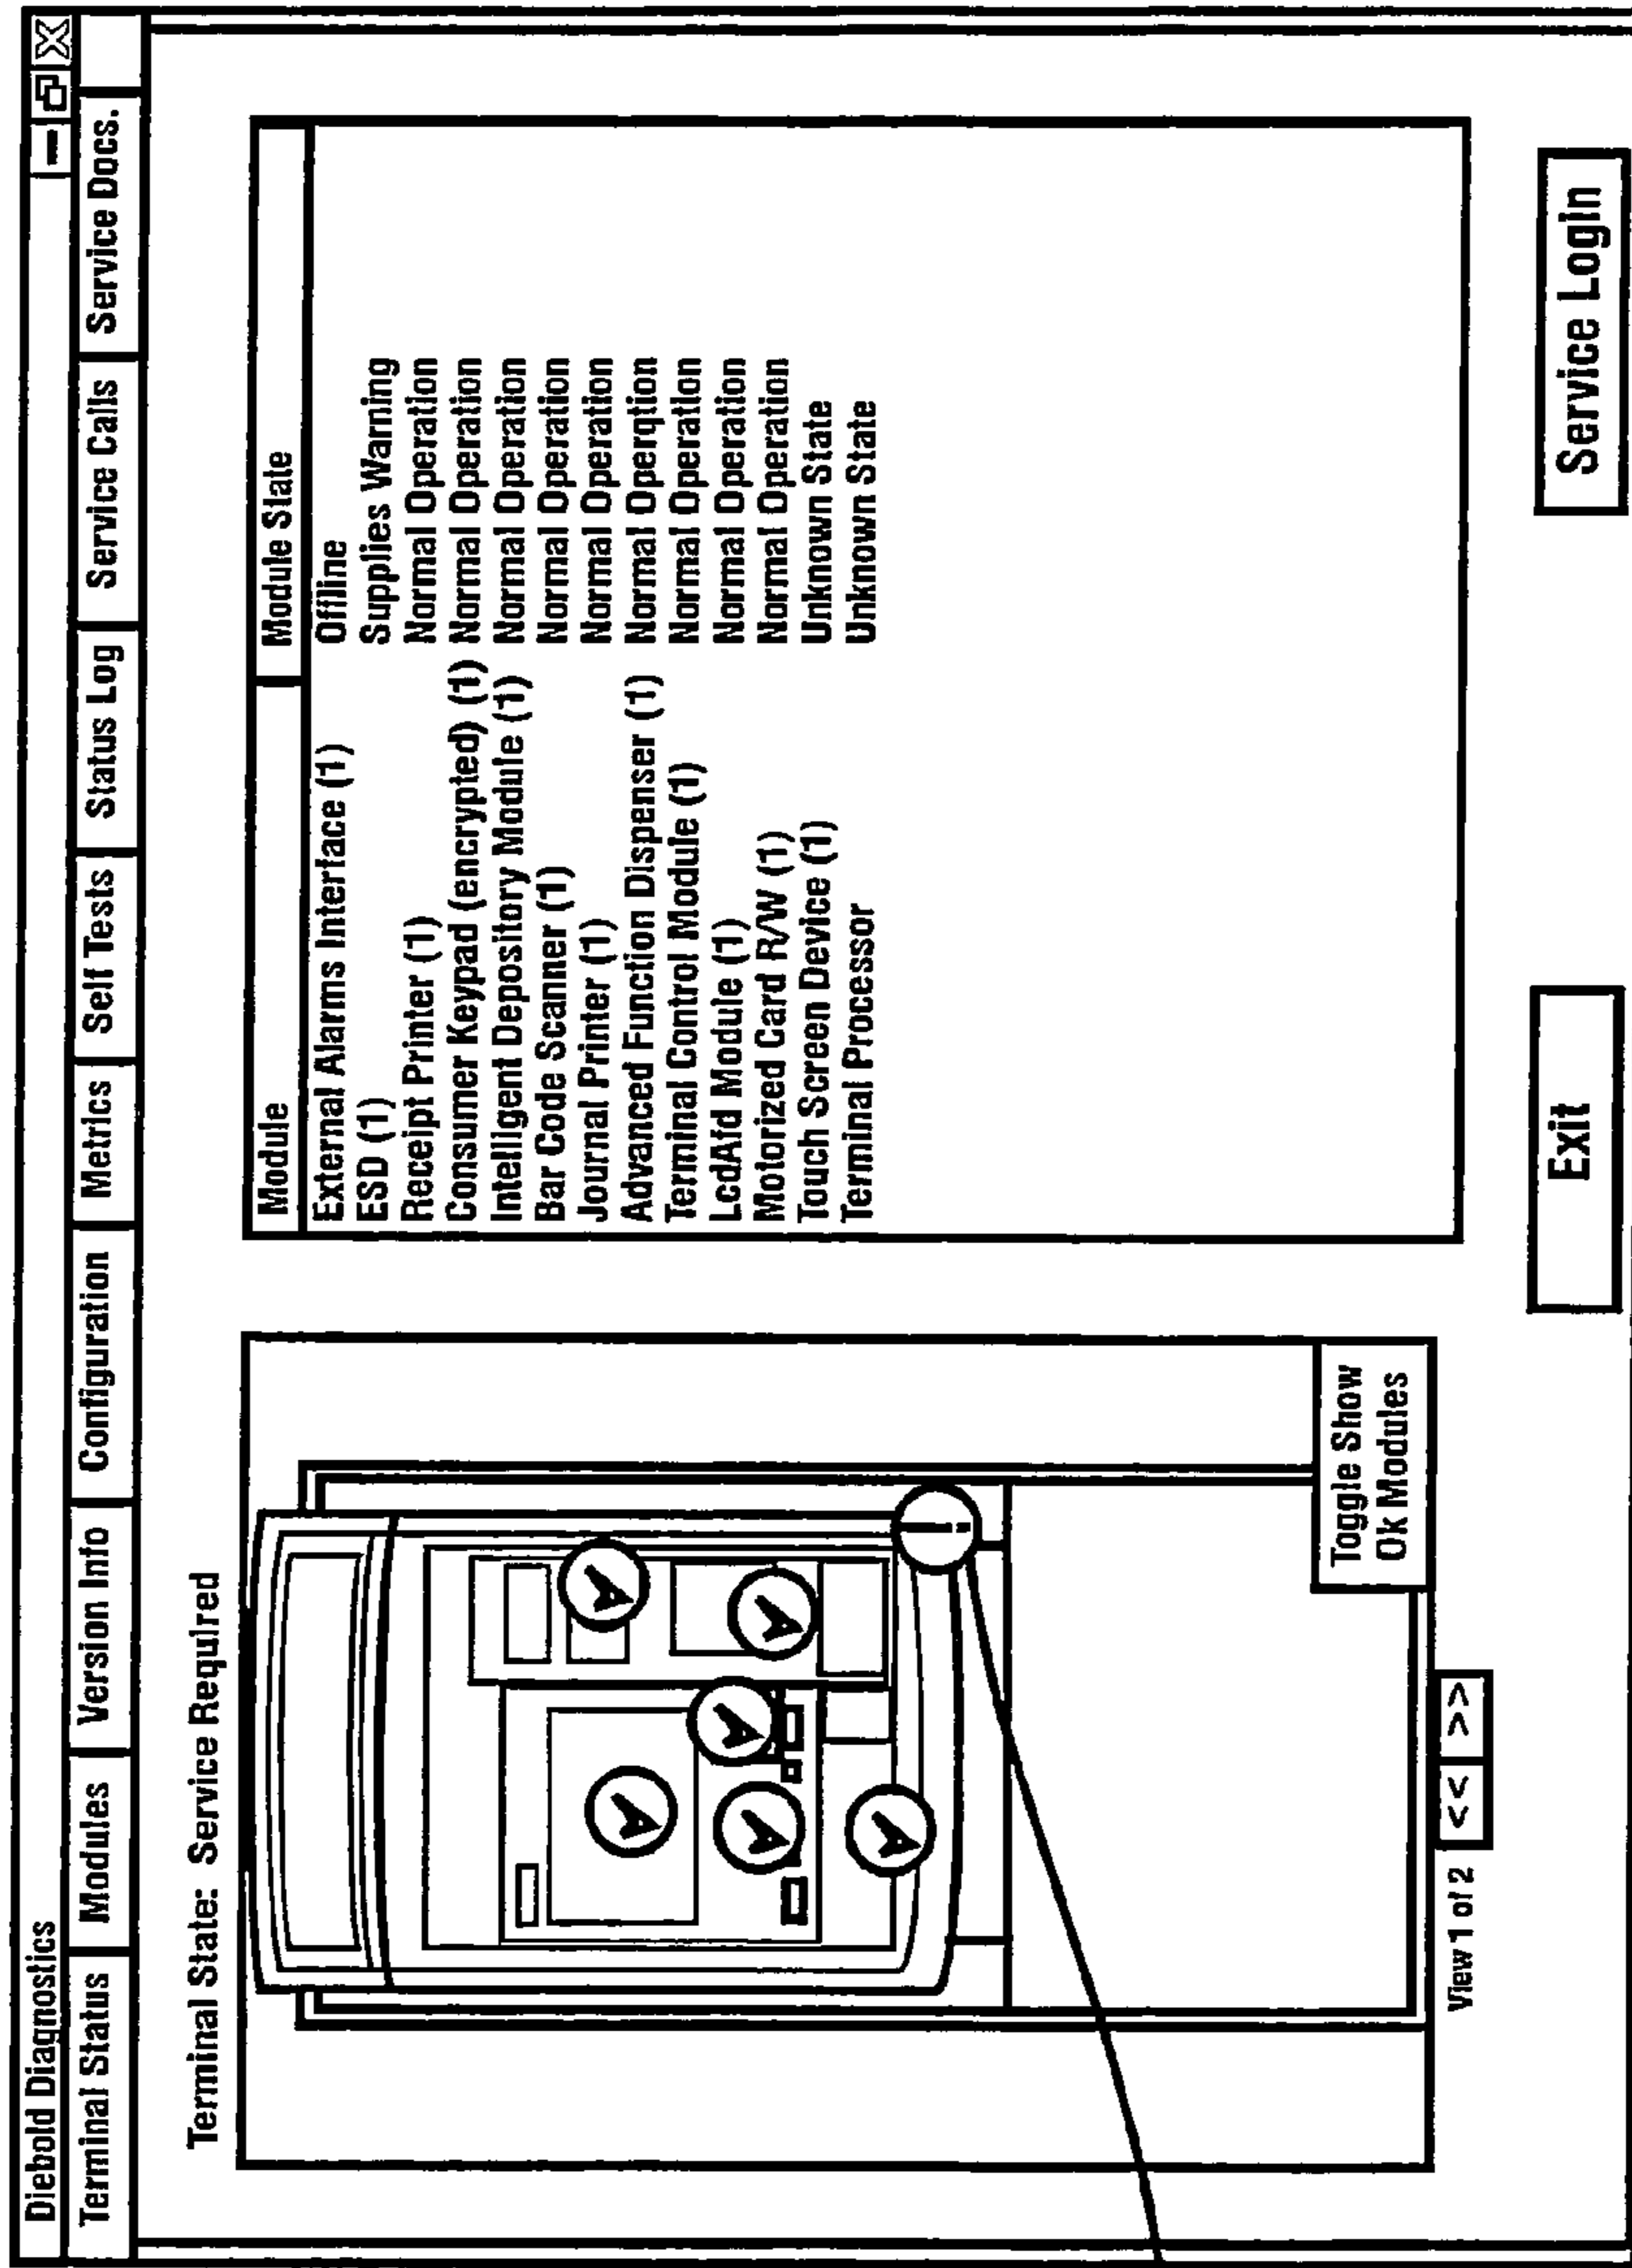 Diebold Diagnostics
Terminal Status Modules Version Info Configuration Metrics Self Tests Status Log Service Calls Service Docs.
Terminal State: Service Required
Toggle Show
Ok Modules
View 1 of 2 << >>
Module Module State
External Alarms Interface (1) Offline
ESD (1) Supplies Warning
Receipt Printer (1) Normal Operation
Consumer Keypad (encrypted) (1) Normal Operation
Intelligent Depository Module (1) Normal Operation
Bar Code Scanner (1) Normal Operation
Journal Printer (1) Normal Operation
Advanced Function Dispenser (1) Normal Operqtion
Terminal Control Module (1) Normal Operation
LcdAfd Module (1) Normal Operation
Motorized Card R/W (1) Normal Operation
Touch Screen Device (1) Unknown State
Terminal Processor Unknown State
Exit Service Login